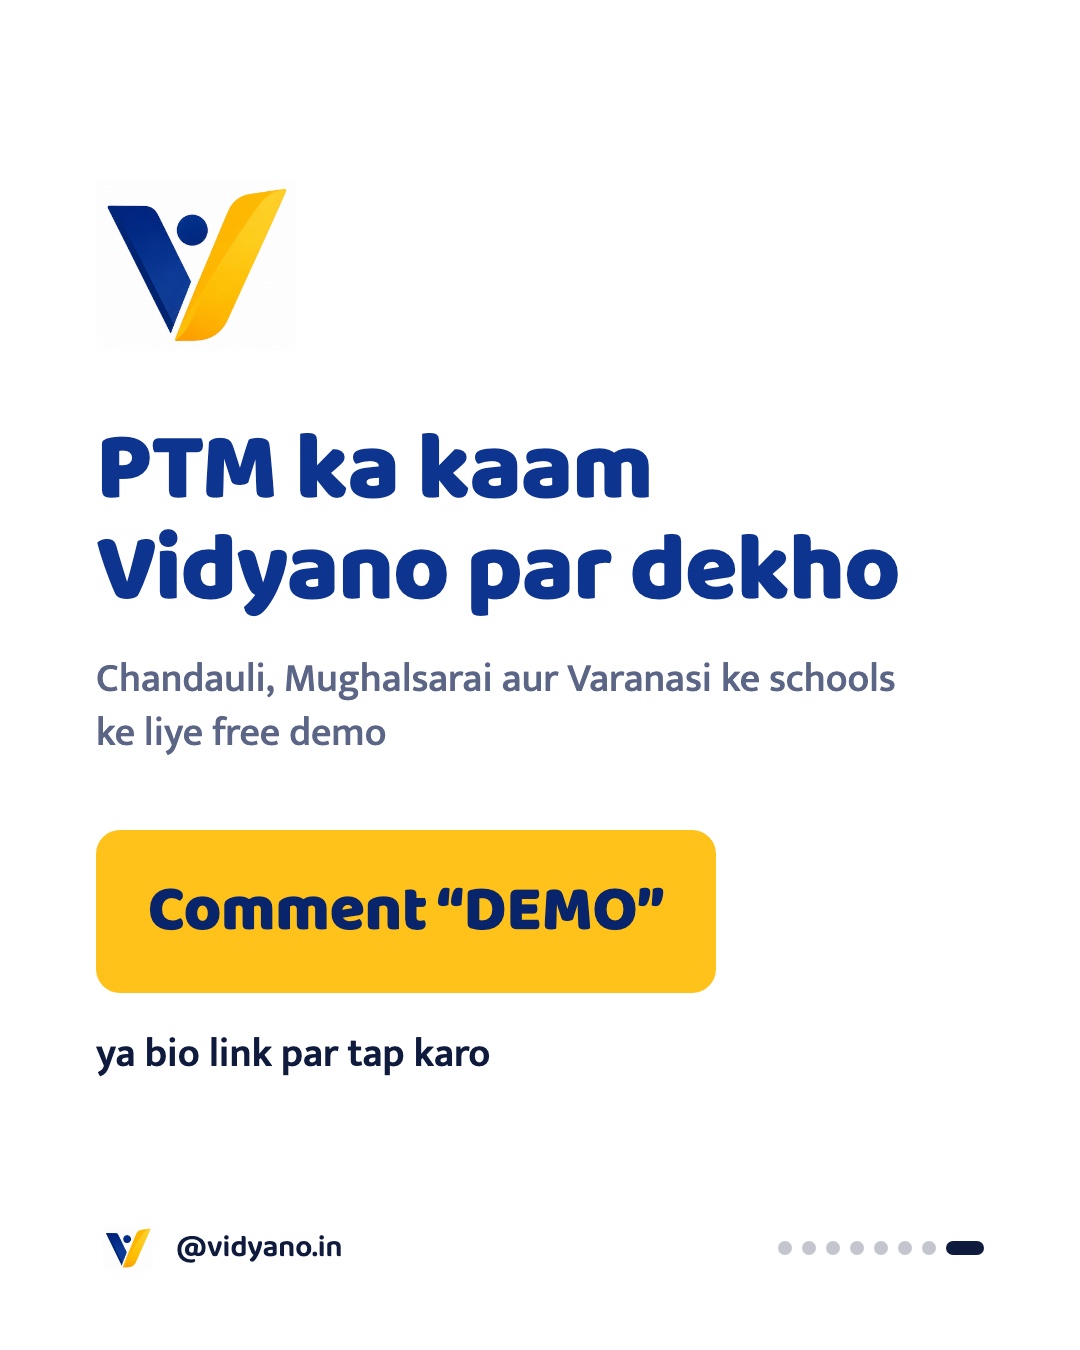 PTM ka kaam
Vidyano par dekho
Chandauli, Mughalsarai aur Varanasi ke schools
ke liye free demo
Comment “DEMO”
ya bio link par tap karo
@vidyano.in